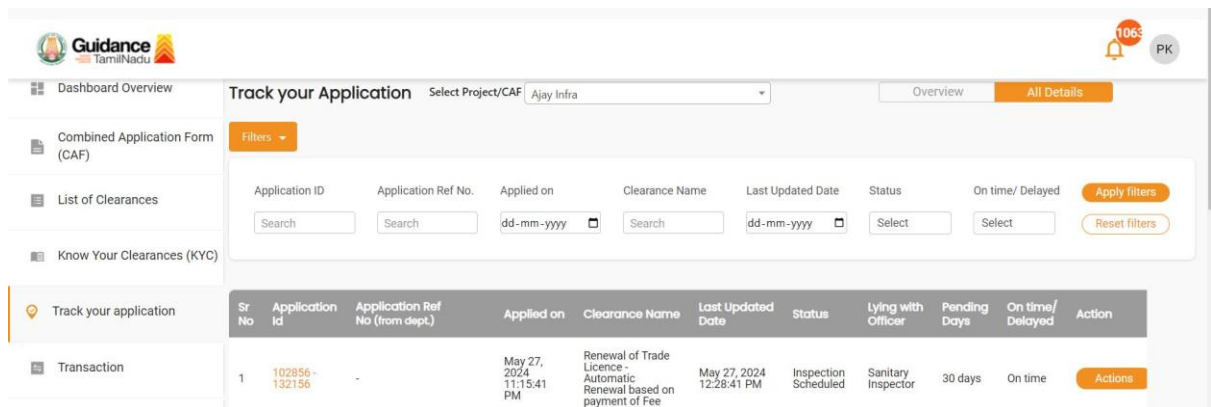 Guidance
TamilNadu
1063
PK
Dashboard Overview
Track your Application
Select Project/CAF
Ajay Infra
Overview
All Details
Combined Application Form
(CAF)
Filters
List of Clearances
Application ID
Application Ref No.
Applied on
Clearance Name
Last Updated Date
Status
On time/ Delayed
Apply filters
Search
Search
dd-mm-yyyy
Search
dd-mm-yyyy
Select
Select
Reset filters
Know Your Clearances (KYC)
Track your application
Sr
No
Application
Id
Application Ref
No (from dept.)
Applied on
Clearance Name
Last Updated
Date
Status
Lying with
Officer
Pending
Days
On time/
Delayed
Action
Transaction
1
102856 -
132156
-
May 27,
2024
11:15:41
PM
Renewal of Trade
Licence -
Automatic
Renewal based on
payment of Fee
May 27, 2024
12:28:41 PM
Inspection
Scheduled
Sanitary
Inspector
30 days
On time
Actions